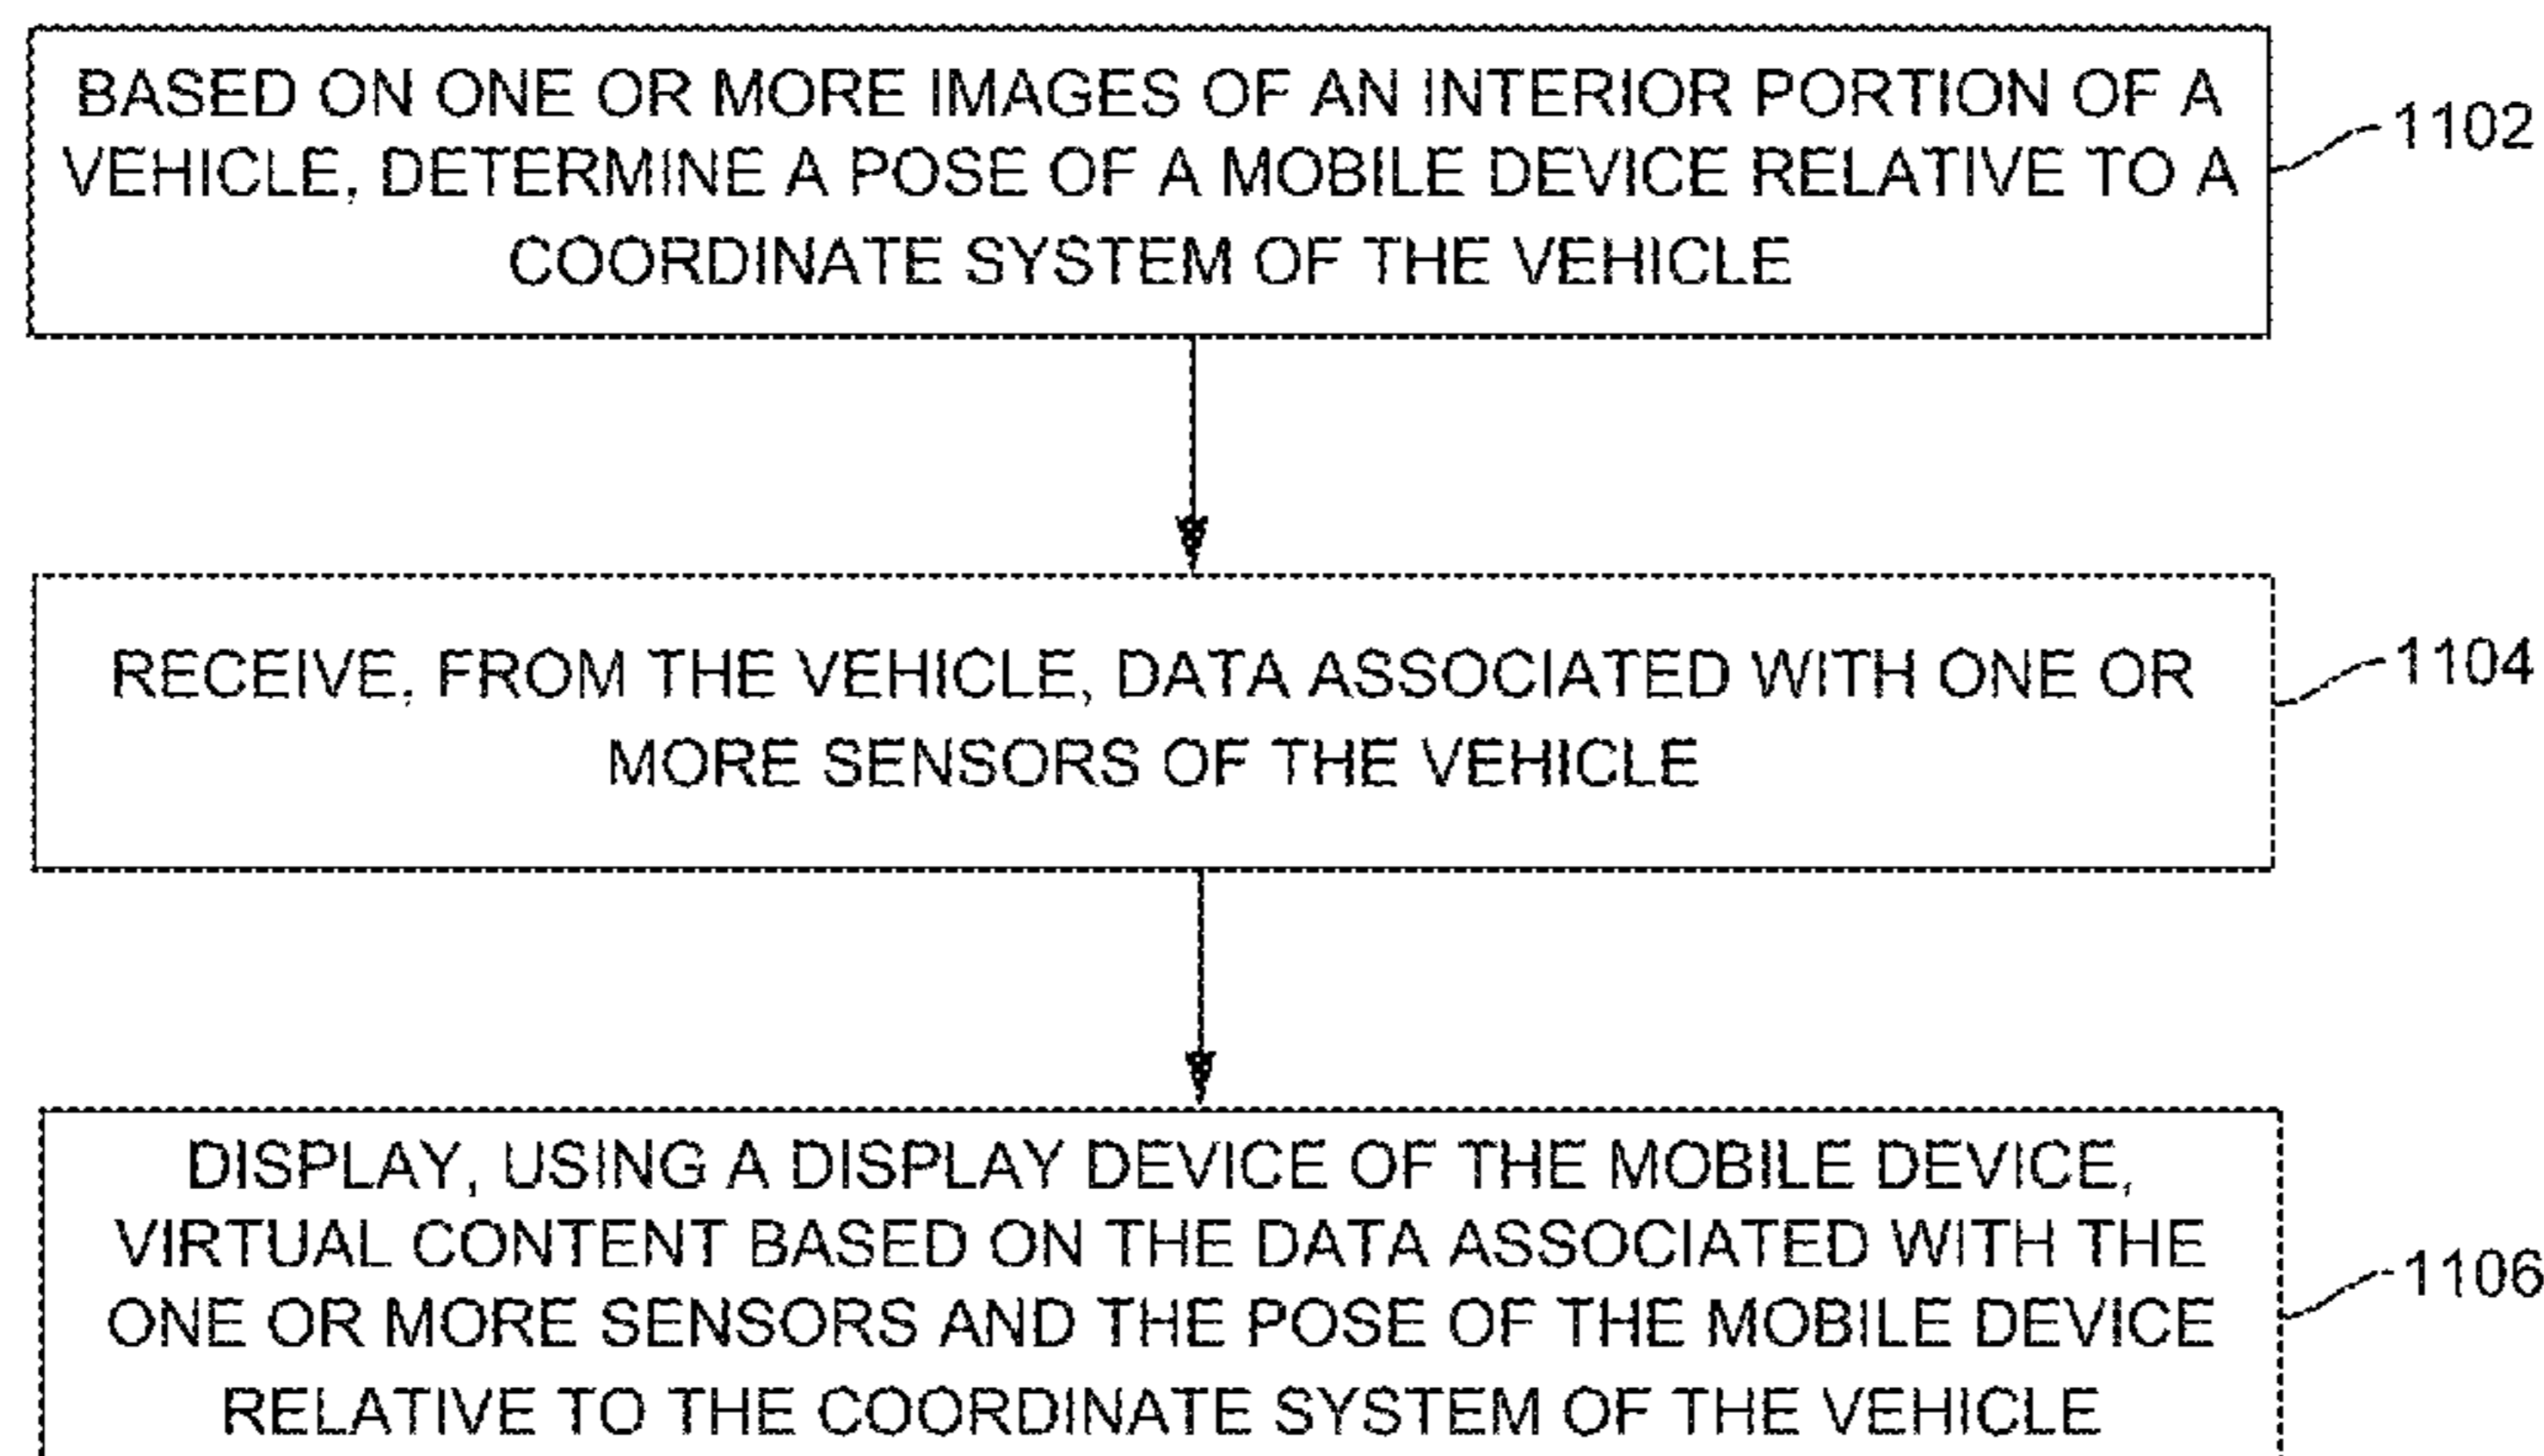 BASED ON ONE OR MORE IMAGES OF AN INTERIOR PORTION OF A
VEHICLE, DETERMINE A POSE OF A MOBILE DEVICE RELATIVE TO A
COORDINATE SYSTEM OF THE VEHICLE
1102
RECEIVE, FROM THE VEHICLE, DATA ASSOCIATED WITH ONE OR
MORE SENSORS OF THE VEHICLE
1104
DISPLAY, USING A DISPLAY DEVICE OF THE MOBILE DEVICE,
VIRTUAL CONTENT BASED ON THE DATA ASSOCIATED WITH THE
ONE OR MORE SENSORS AND THE POSE OF THE MOBILE DEVICE
RELATIVE TO THE COORDINATE SYSTEM OF THE VEHICLE
1106